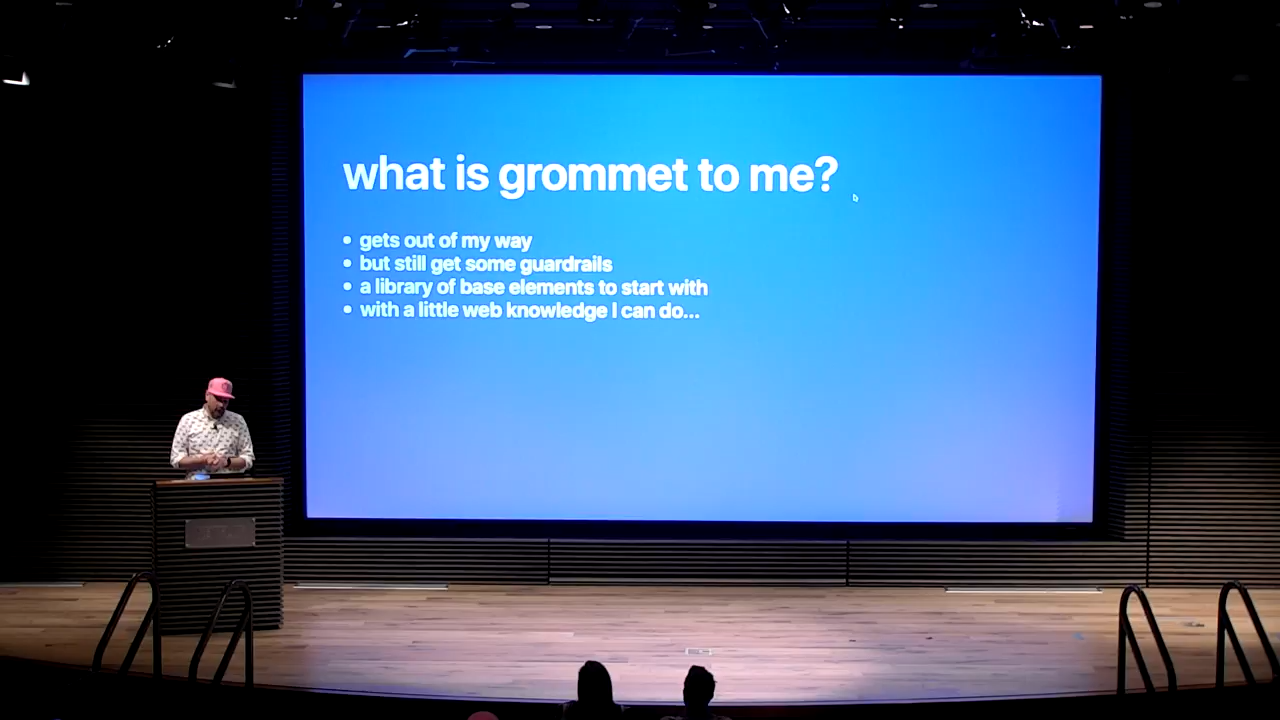 what is grommet to me?
• gets out of my way
• but still get some guardrails
• a library of base elements to start with
• with a little web knowledge I can do...